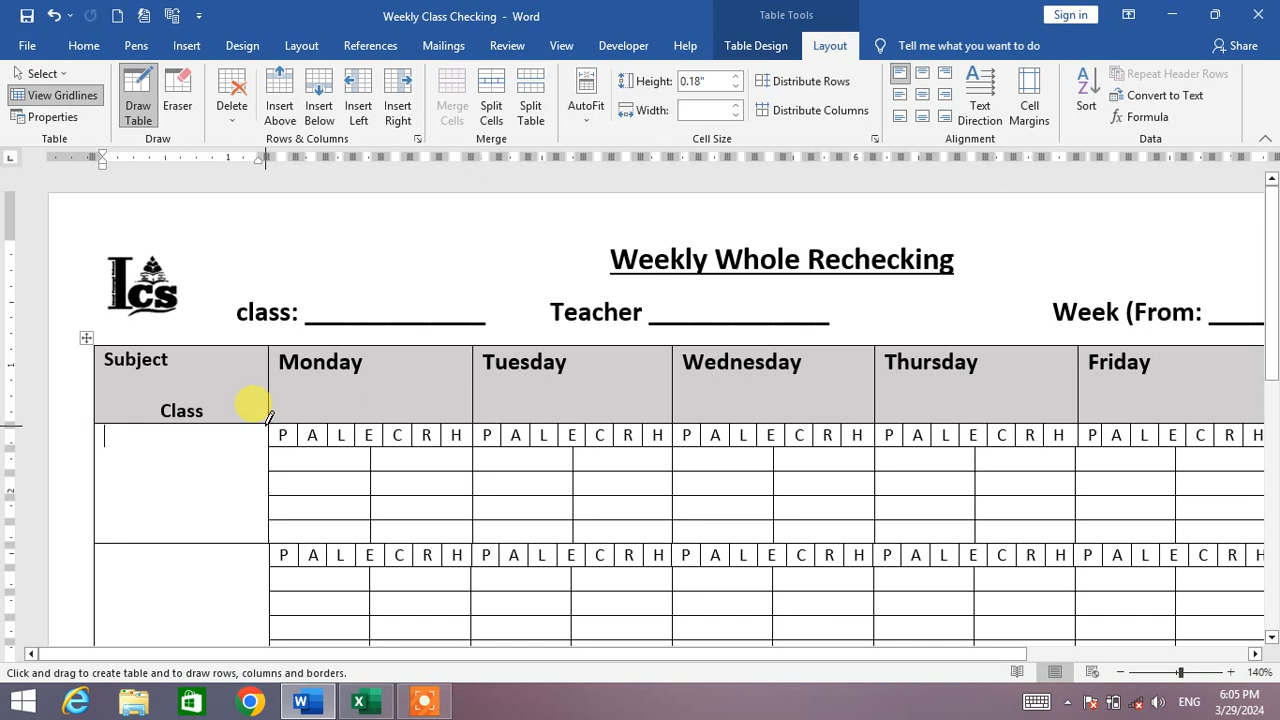 Weekly Class Checking - Word
Table Tools
Sign in
File Home Pens Insert Design Layout References Mailings Review View Developer Help Table Design Layout Tell me what you want to do Share
Select
View Gridlines
Properties
Table
Draw Table
Eraser
Draw
Delete
Insert Above
Insert Below
Insert Left
Insert Right
Rows & Columns
Merge Cells
Split Cells
Split Table
Merge
AutoFit
Height: 0.18"
Width:
Distribute Rows
Distribute Columns
Cell Size
Text Direction
Cell Margins
Alignment
Sort
Repeat Header Rows
Convert to Text
Formula
Data
1 6
Weekly Whole Rechecking
Ics
class: ______________ Teacher ______________ Week (From: ____
Subject
Class
Monday Tuesday Wednesday Thursday Friday
P A L E C R H P A L E C R H P A L E C R H P A L E C R H P A L E C R H
P A L E C R H P A L E C R H P A L E C R H P A L E C R H P A L E C R H
1
2
Click and drag to create table and to draw rows, columns and borders.
140%
ENG
6:05 PM
3/29/2024